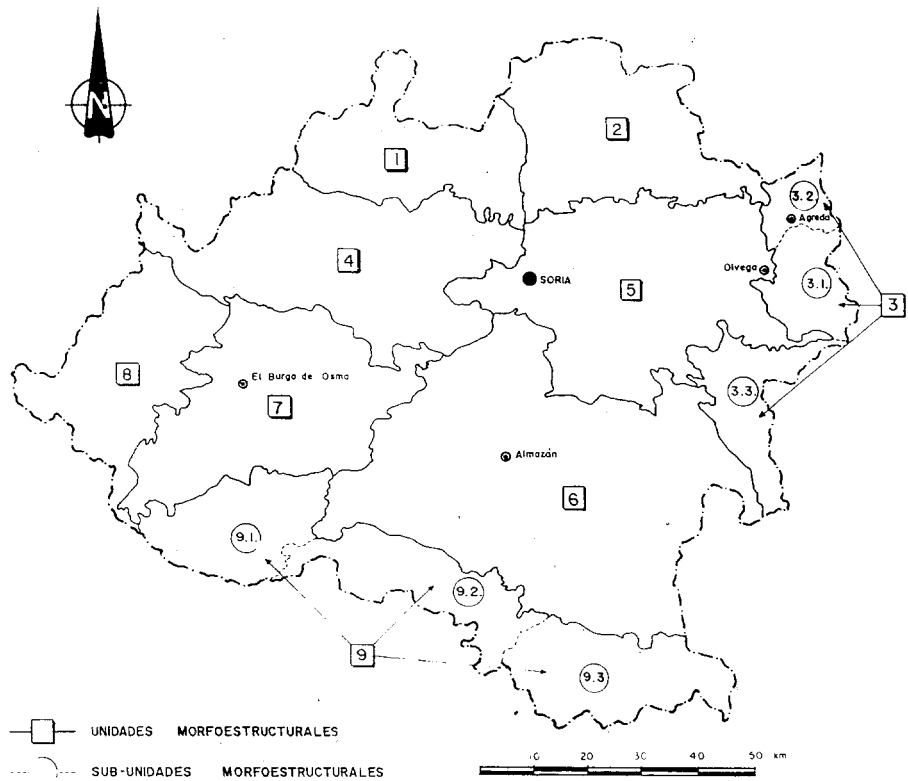 N
1
2
3.2.
Agreda
4
SORIA
5
Olvega
3.1.
3
8
El Burgo de Osma
7
3.3.
Almazán
6
9.1.
9.2.
9
9.3
UNIDADES MORFOESTRUCTURALES
SUB-UNIDADES MORFOESTRUCTURALES
10 20 30 40 50 km